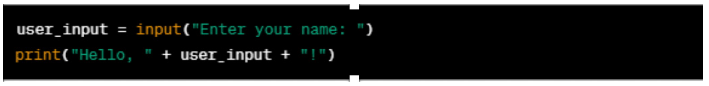 user_input = input("Enter your name: ")
print("Hello, " + user_input + "!")